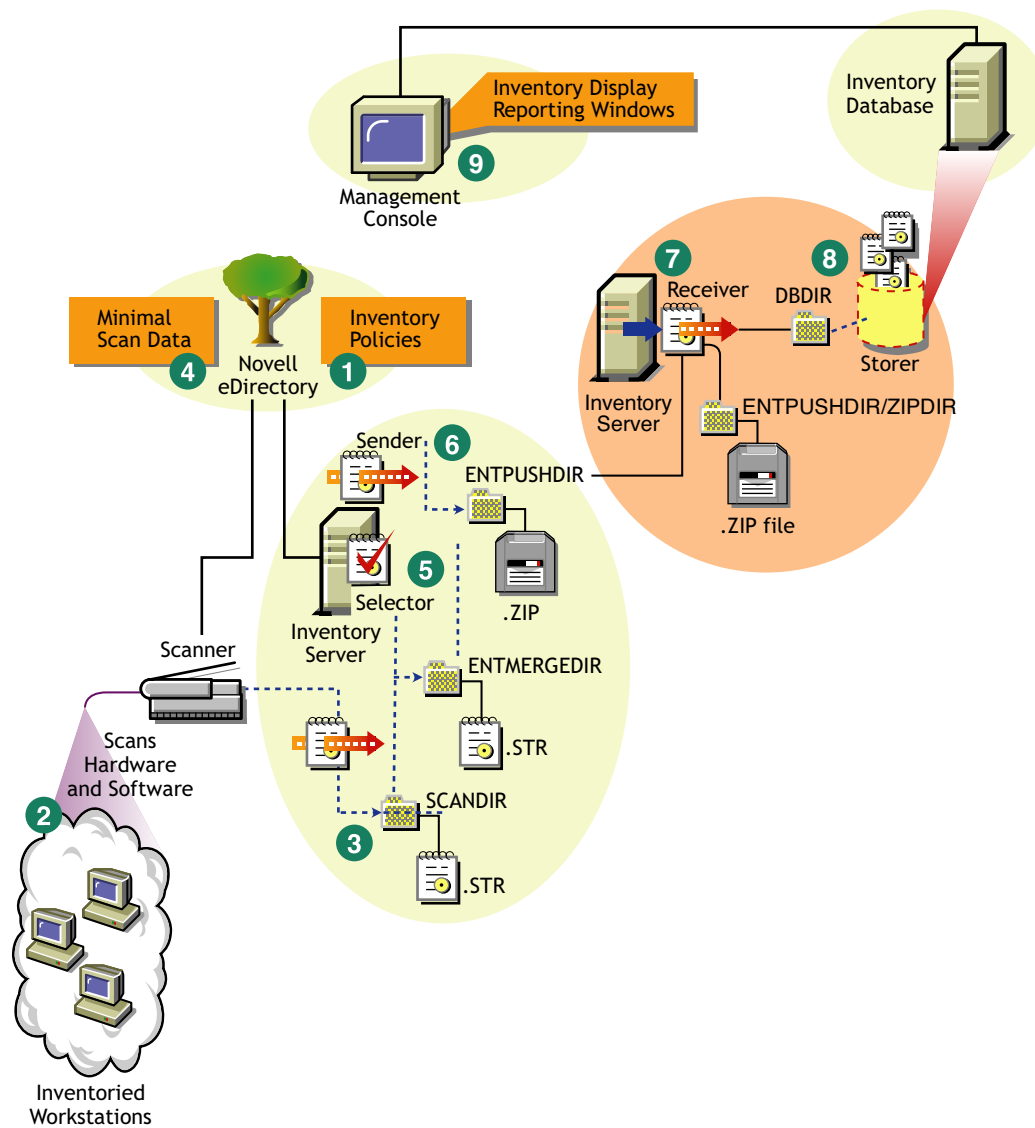 Inventory Display
Reporting Windows
Inventory
Database
9
Management
Console
7
Receiver
8
DBDIR
Storer
Inventory
Server
ENTPUSHDIR/ZIPDIR
.ZIP file
Minimal
Scan Data
4
Novell
eDirectory
Inventory
Policies
1
Sender
6
ENTPUSHDIR
.ZIP
5
Selector
Inventory
Server
ENTMERGEDIR
.STR
Scanner
Scans
Hardware
and Software
SCANDIR
3
.STR
2
Inventoried
Workstations